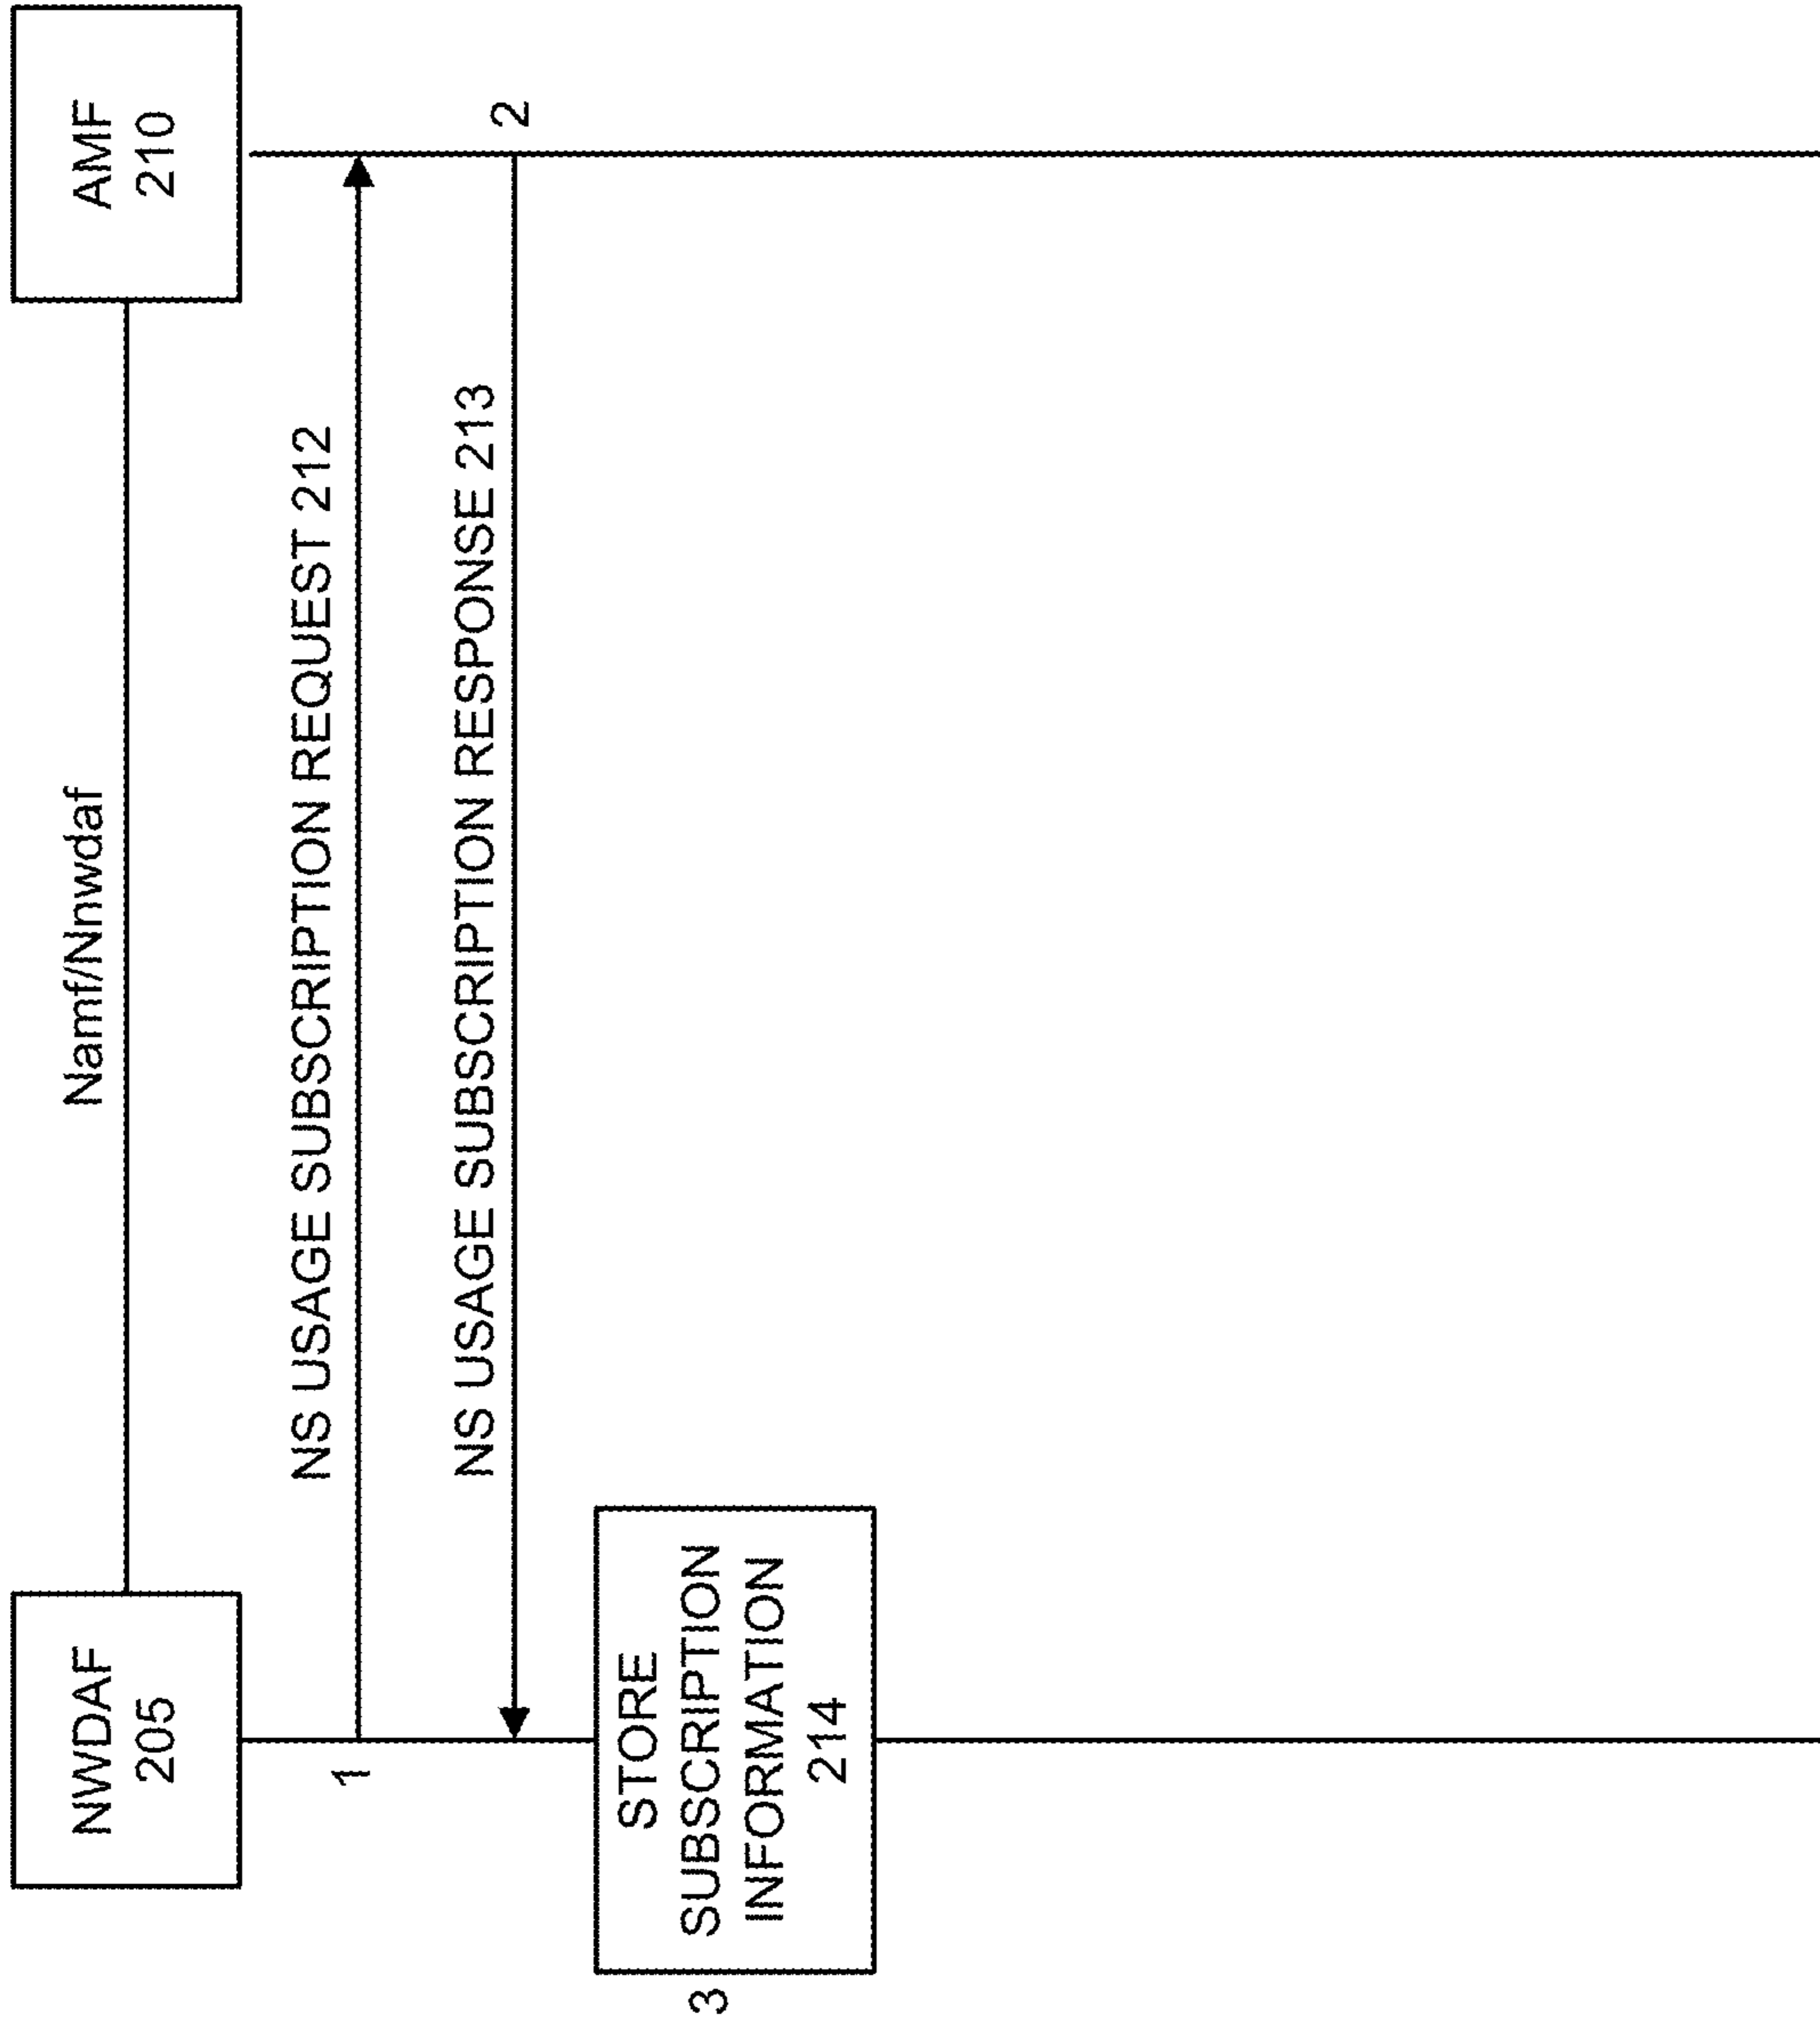 NWDAF
205
Namf/Nnwdaf
AMF
210
NS USAGE SUBSCRIPTION REQUEST 212
1
NS USAGE SUBSCRIPTION RESPONSE 213
2
3
STORE
SUBSCRIPTION
INFORMATION
214